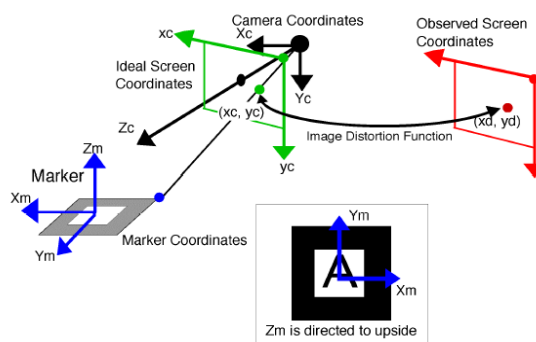 Camera Coordinates
Observed Screen
Coordinates
xc
Xc
Ideal Screen
Coordinates
Yc
(xc, yc)
(xd, yd)
Zc
Image Distortion Function
Zm
yc
Marker
Xm
Marker Coordinates
Ym
Ym
A
Xm
Zm is directed to upside